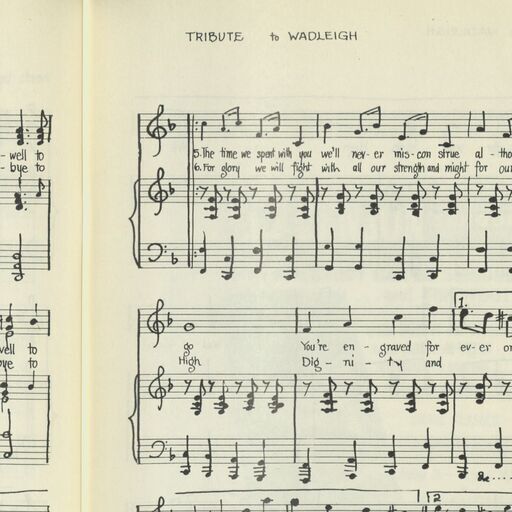 TRIBUTE to WADLEIGH
- well to
- bye to
5. The time we spent with you we'll nev-er mis-con strue al-tho
6. For glory we will fight with all our strength and might for our
well to
bye to
go You're en-graved for ev-er on
High Dig-ni-ty and
1.
8va....
2